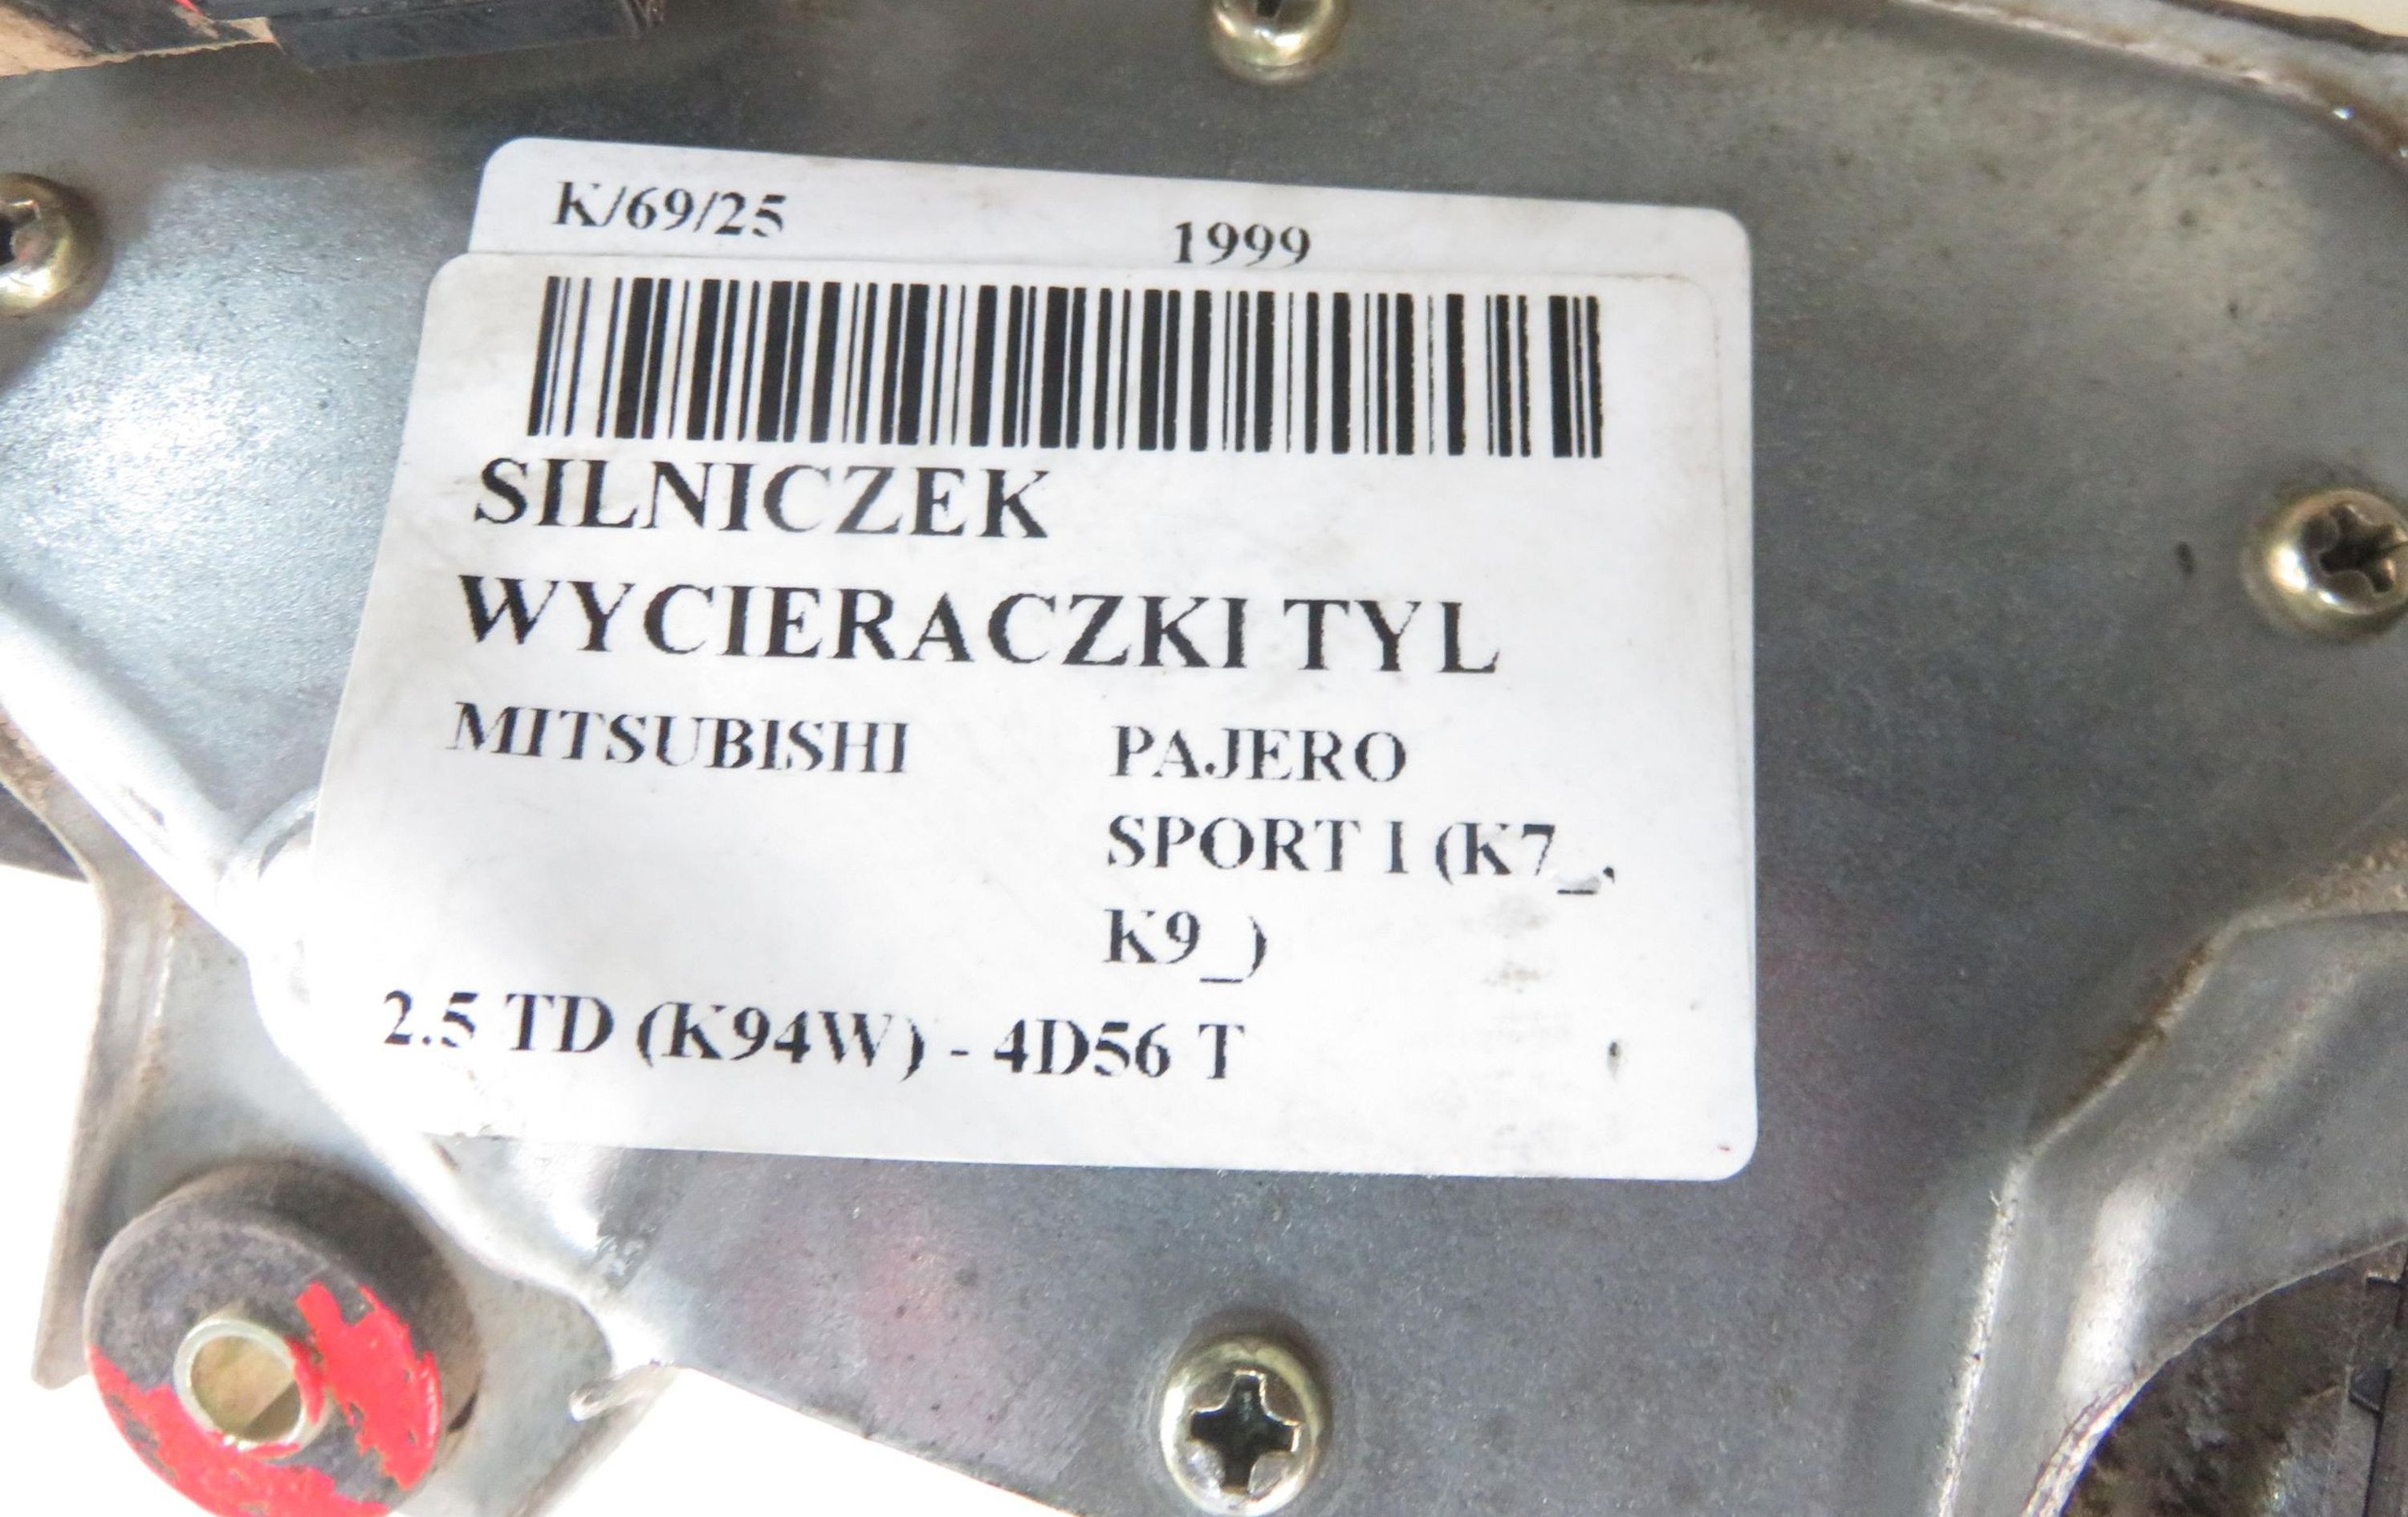 K/69/25 1999
SILNICZEK
WYCIERACZKI TYL
MITSUBISHI PAJERO
SPORT I (K7_,
K9_)
2.5 TD (K94W) - 4D56 T